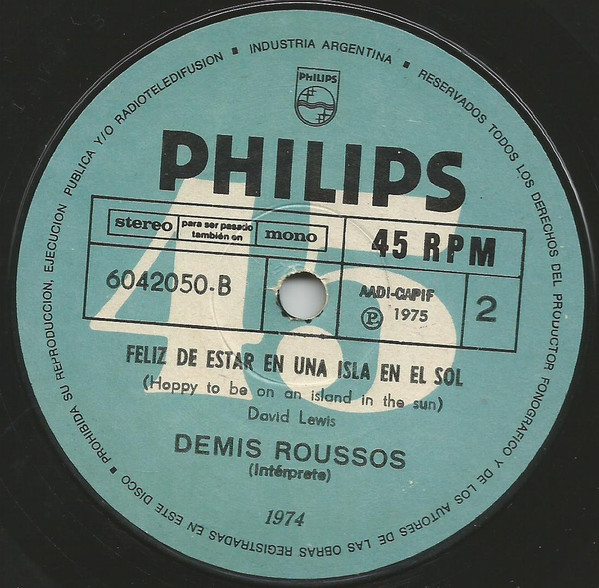 ■ PROHIBIDA SU REPRODUCCION, EJECUCION PUBLICA Y/O RADIOTELEDIFUSION ■ INDUSTRIA ARGENTINA ■ RESERVADOS TODOS LOS DERECHOS DEL PRODUCTOR FONOGRAFICO Y DE LOS AUTORES DE LAS OBRAS REGISTRADAS EN ESTE DISCO
PHILIPS
PHILIPS
45
stereo para ser pasado también en mono
45 RPM
6042050-B
AADI-CAPIF
Ⓟ 1975
2
FELIZ DE ESTAR EN UNA ISLA EN EL SOL
(Hoppy to be on an island in the sun)
David Lewis
DEMIS ROUSSOS
(Intérprete)
1974